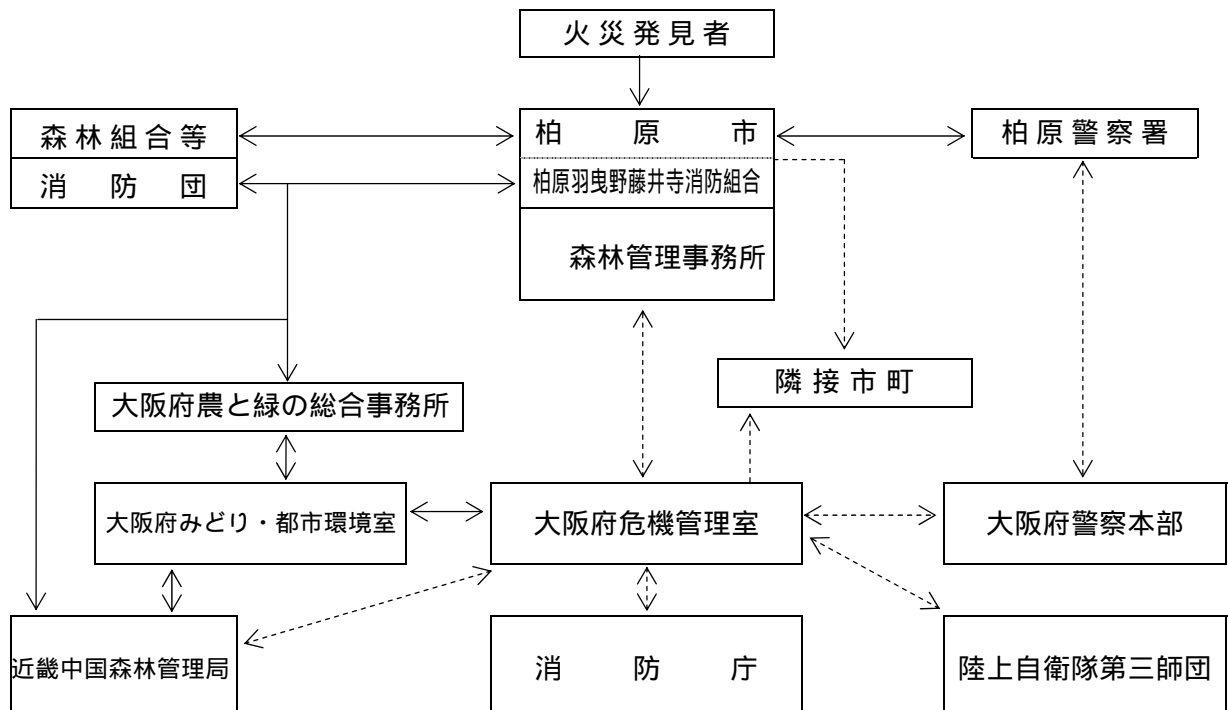 火災発見者
森林組合等
柏原市
柏原警察署
消防団
柏原羽曳野藤井寺消防組合
森林管理事務所
隣接市町
大阪府農と緑の総合事務所
大阪府みどり・都市環境室
大阪府危機管理室
大阪府警察本部
近畿中国森林管理局
消防庁
陸上自衛隊第三師団